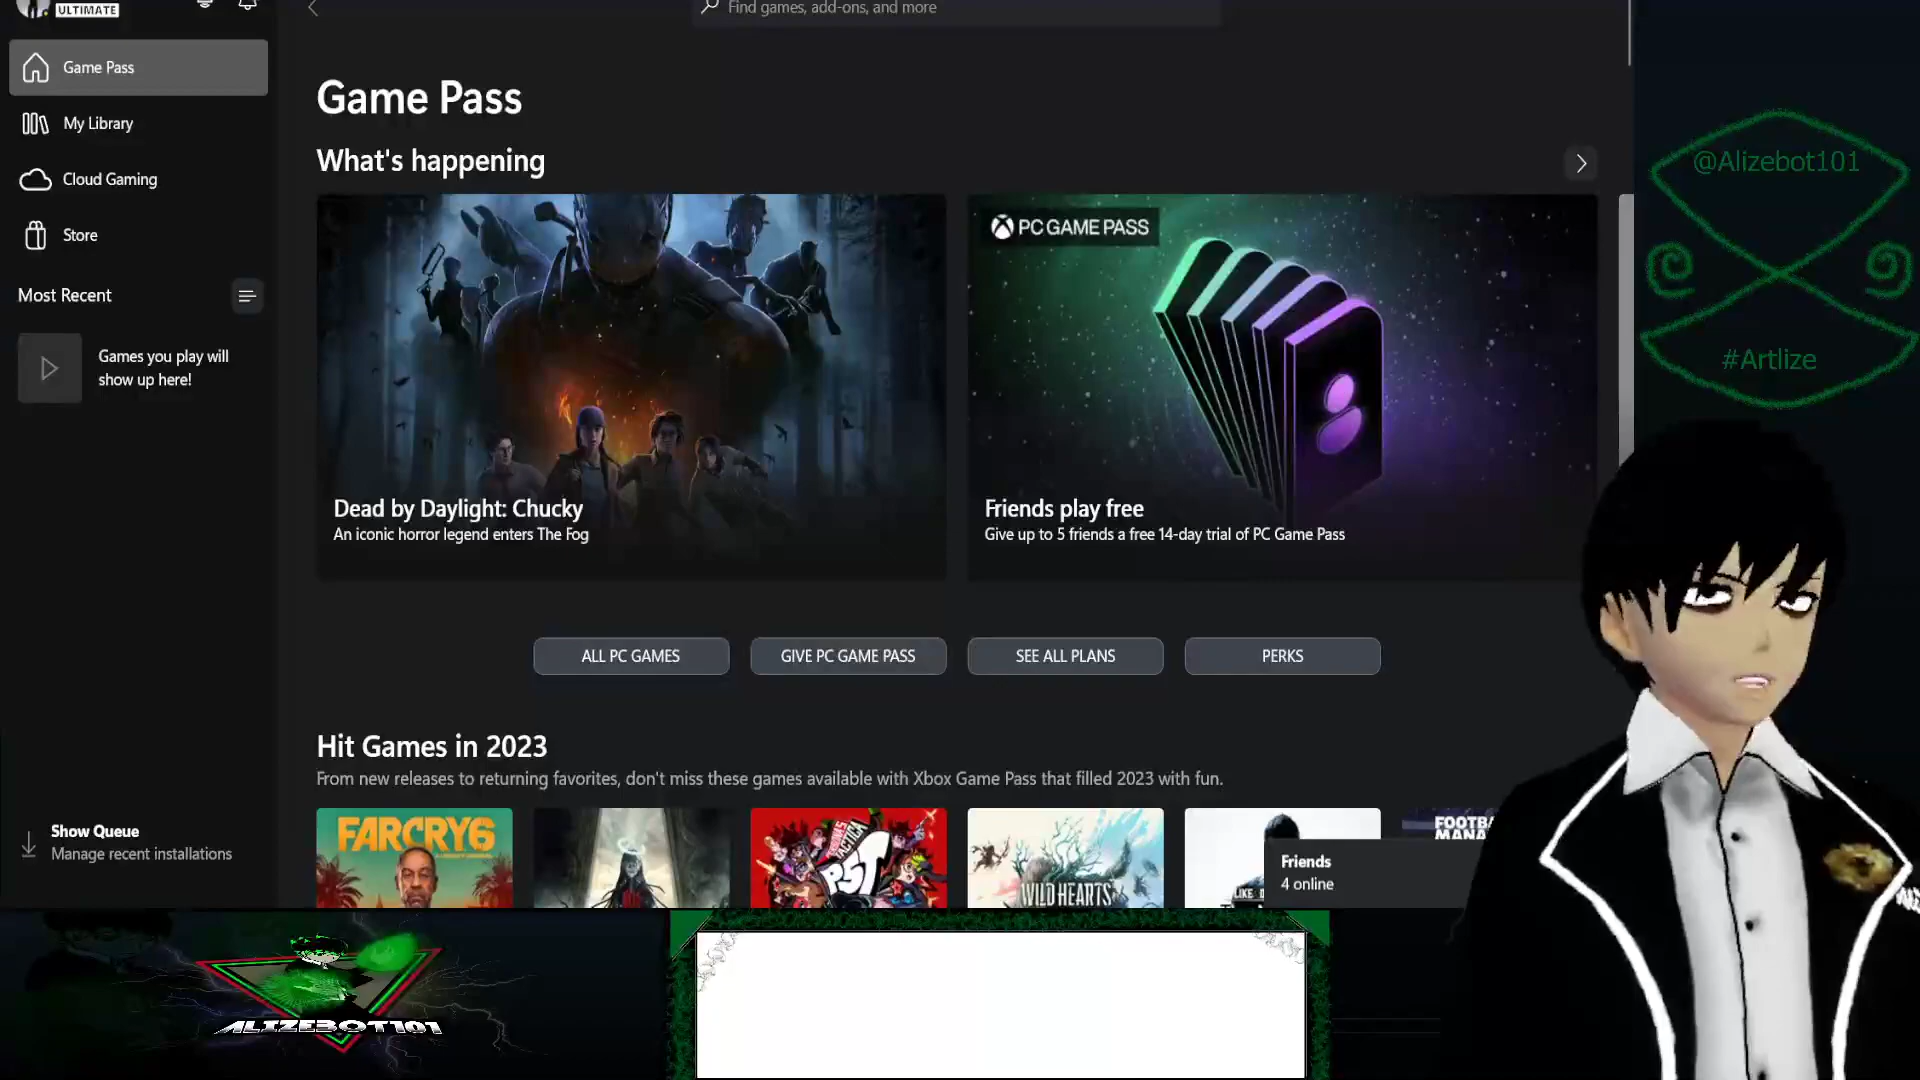 ULTIMATE
Find games, add-ons, and more
Game Pass
My Library
Cloud Gaming
Store
Most Recent
Games you play will
show up here!
Show Queue
Manage recent installations
Game Pass
What's happening
Dead by Daylight: Chucky
An iconic horror legend enters The Fog
PC GAME PASS
Friends play free
Give up to 5 friends a free 14-day trial of PC Game Pass
ALL PC GAMES
GIVE PC GAME PASS
SEE ALL PLANS
PERKS
Hit Games in 2023
From new releases to returning favorites, don't miss these games available with Xbox Game Pass that filled 2023 with fun.
FARCRY6
WILD HEARTS
LIKE
Friends
4 online
@Alizebot101
#Artlize
ALIZEBOT101